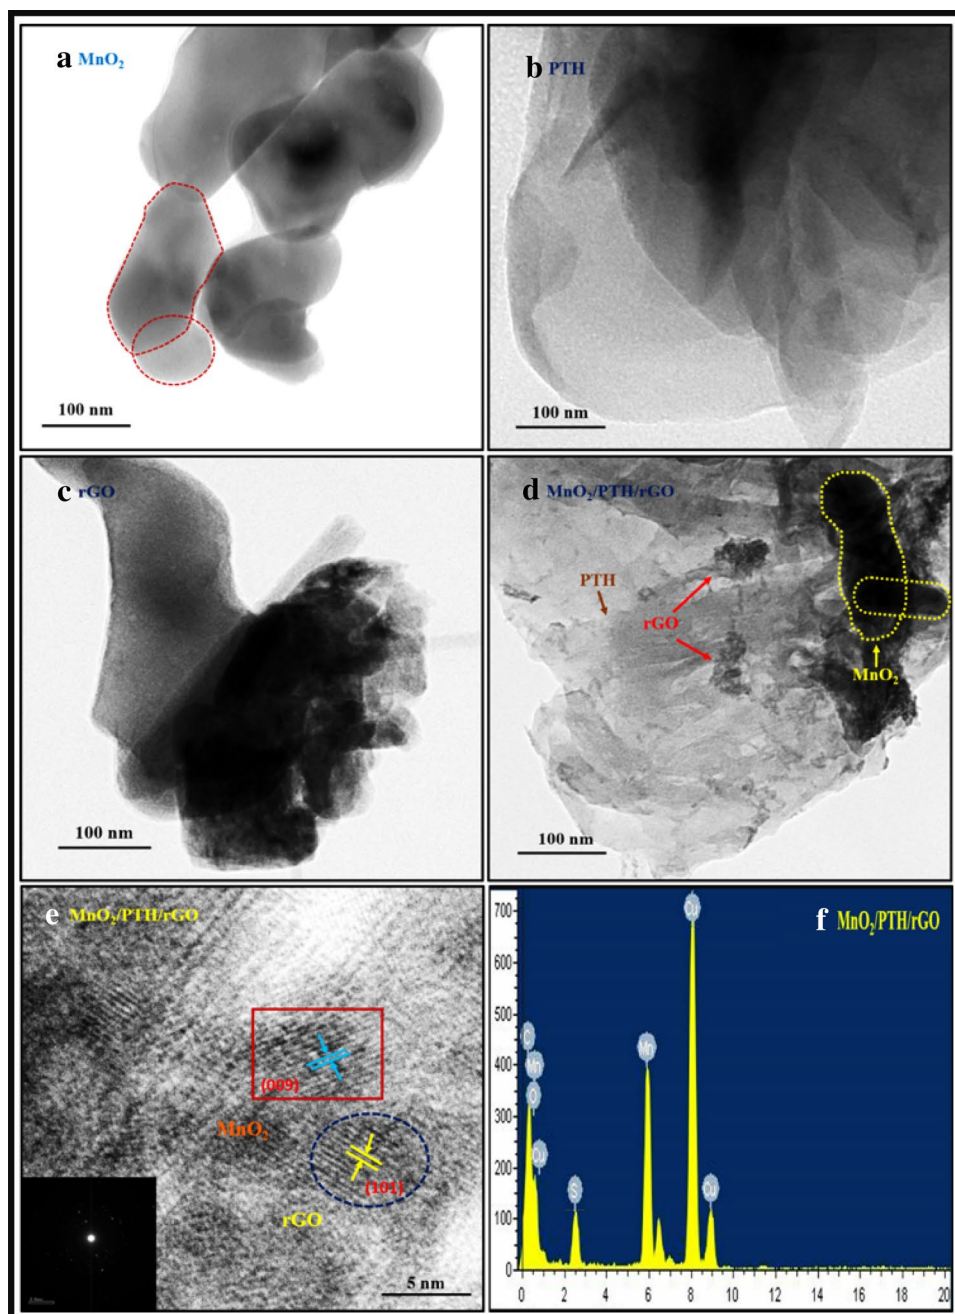 a MnO₂
100 nm
b PTH
100 nm
c rGO
100 nm
d MnO₂/PTH/rGO
PTH
rGO
MnO₂
100 nm
e MnO₂/PTH/rGO
(009)
MnO₂
(101)
rGO
5 nm
f MnO₂/PTH/rGO
700
600
500
400
300
200
100
0
C
Mn
O
Cu
S
Mn
Cu
Cu
0 2 4 6 8 10 12 14 16 18 20